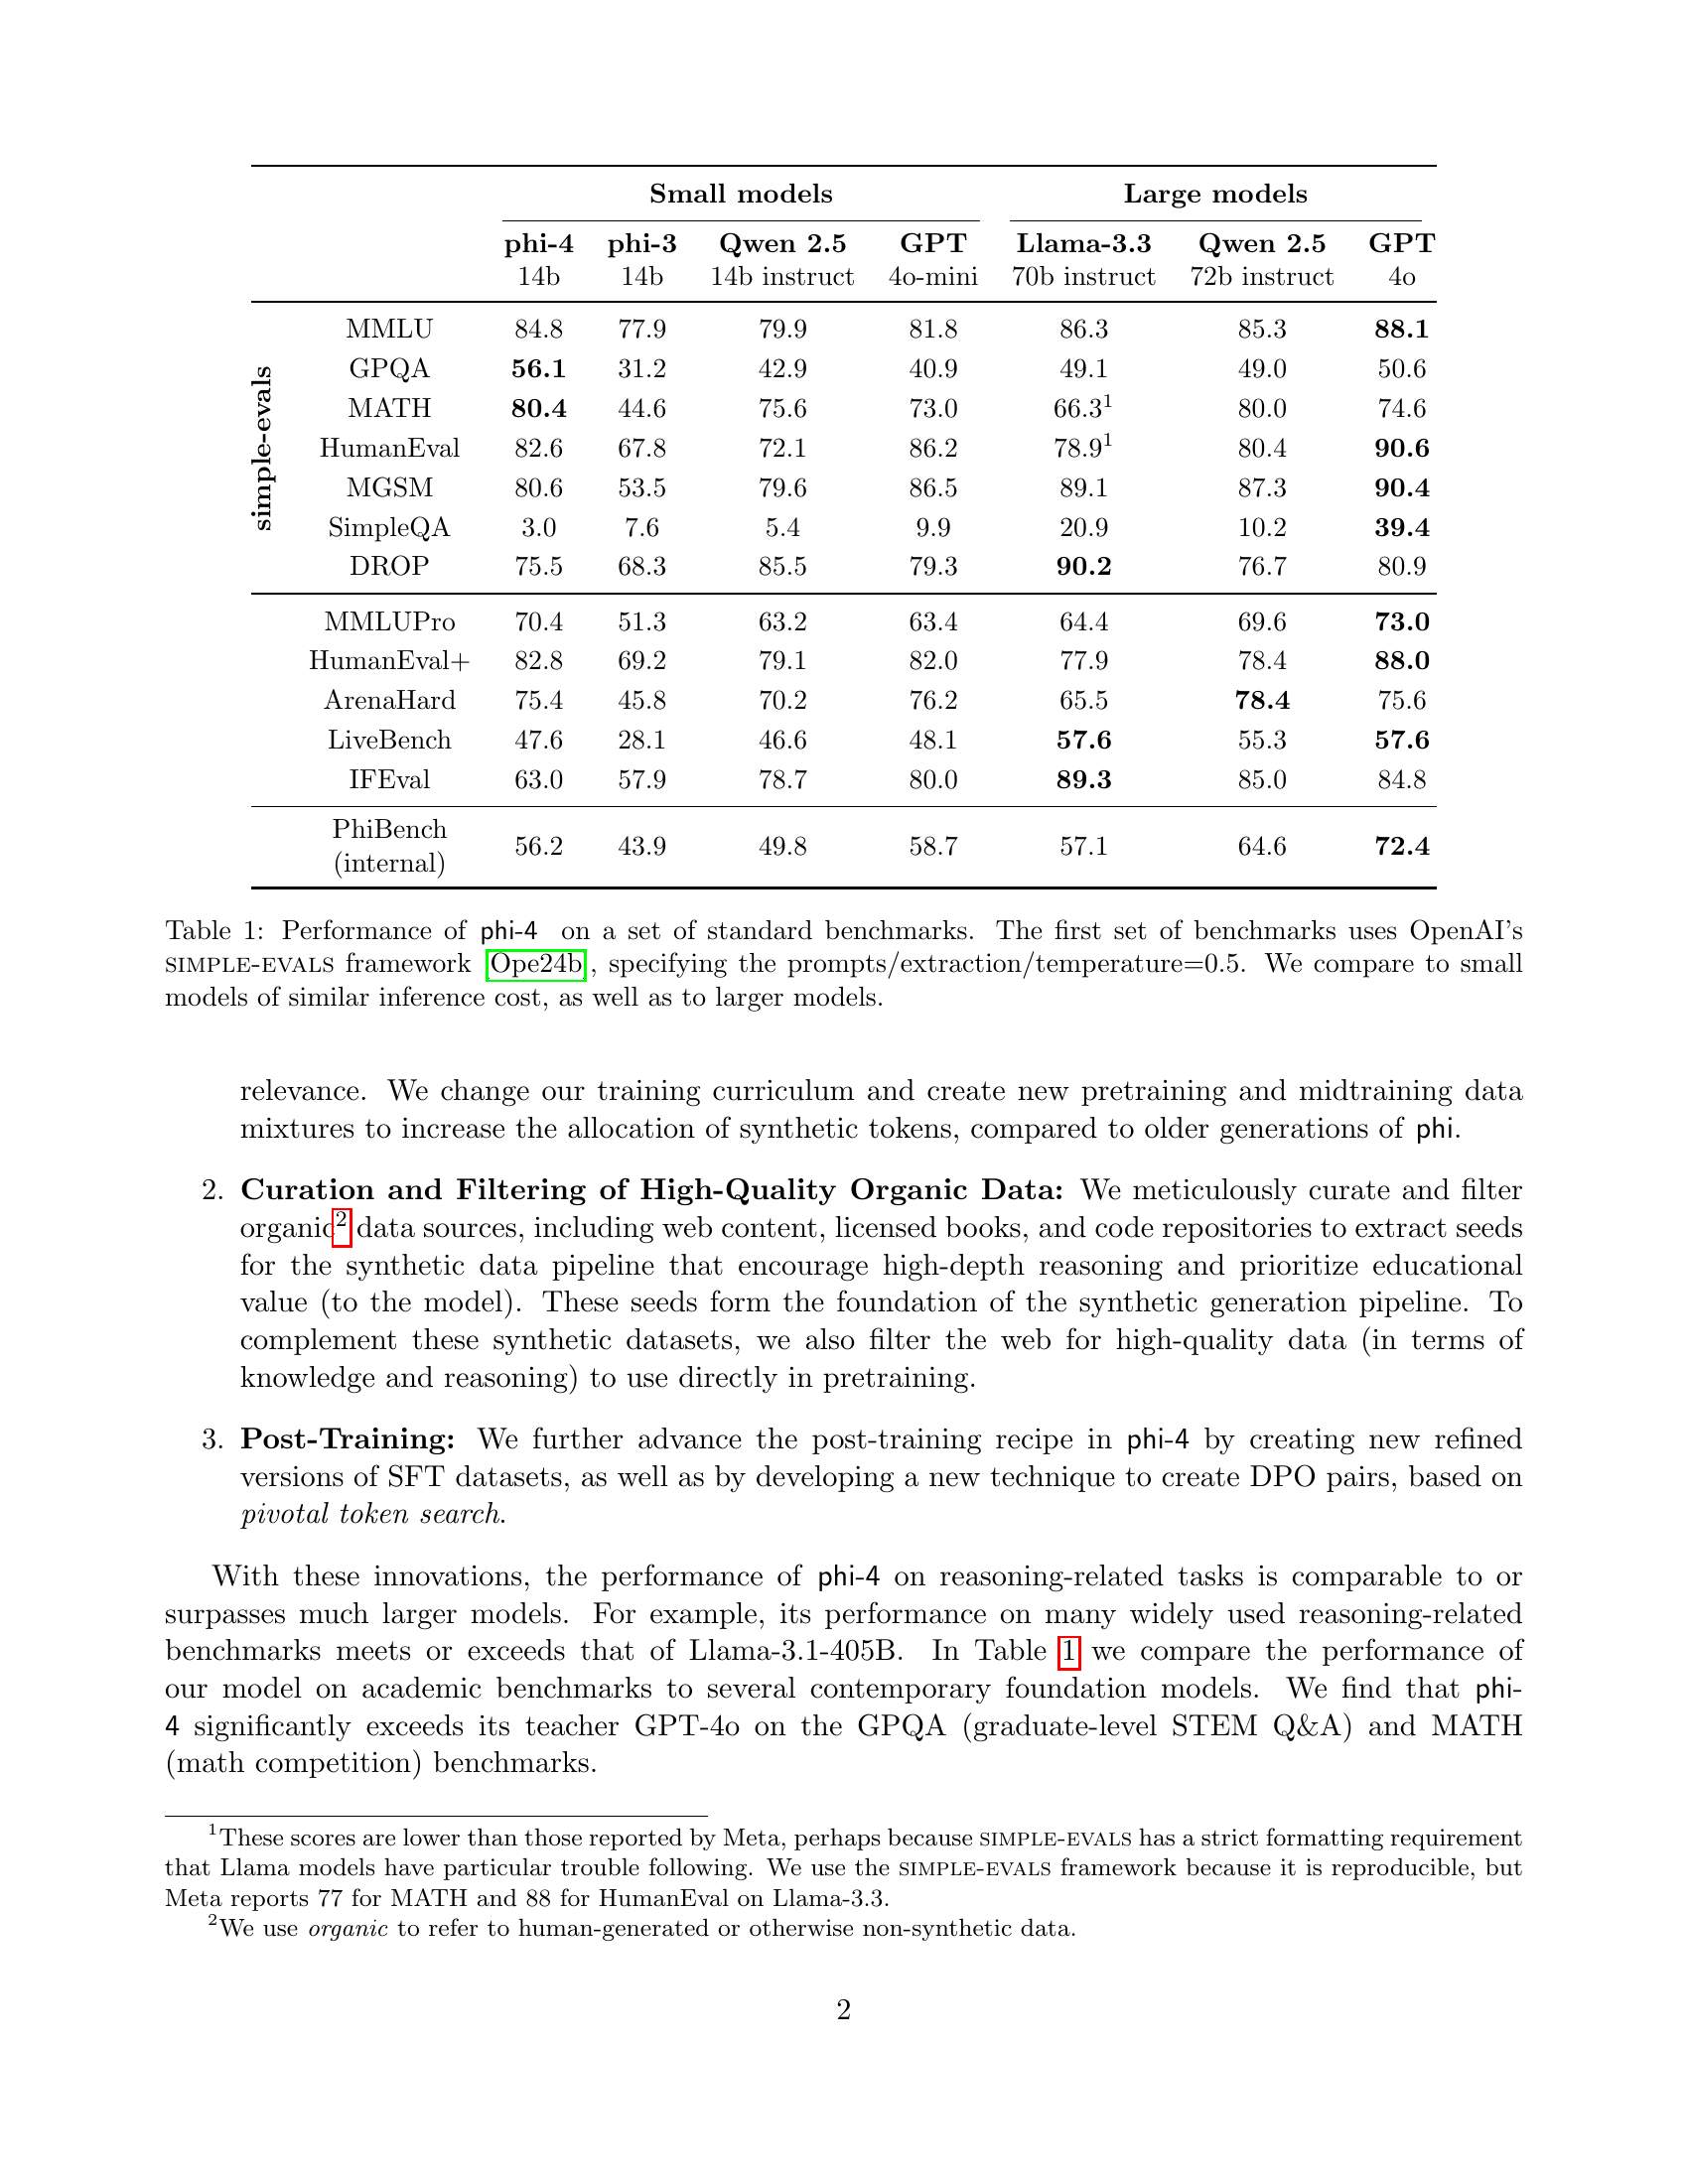 Small models Large models
phi-4 phi-3 Qwen 2.5 GPT Llama-3.3 Qwen 2.5 GPT
14b 14b 14b instruct 4o-mini 70b instruct 72b instruct 4o
simple-evals
MMLU 84.8 77.9 79.9 81.8 86.3 85.3 88.1
GPQA 56.1 31.2 42.9 40.9 49.1 49.0 50.6
MATH 80.4 44.6 75.6 73.0 66.3¹ 80.0 74.6
HumanEval 82.6 67.8 72.1 86.2 78.9¹ 80.4 90.6
MGSM 80.6 53.5 79.6 86.5 89.1 87.3 90.4
SimpleQA 3.0 7.6 5.4 9.9 20.9 10.2 39.4
DROP 75.5 68.3 85.5 79.3 90.2 76.7 80.9
MMLUPro 70.4 51.3 63.2 63.4 64.4 69.6 73.0
HumanEval+ 82.8 69.2 79.1 82.0 77.9 78.4 88.0
ArenaHard 75.4 45.8 70.2 76.2 65.5 78.4 75.6
LiveBench 47.6 28.1 46.6 48.1 57.6 55.3 57.6
IFEval 63.0 57.9 78.7 80.0 89.3 85.0 84.8
PhiBench
(internal) 56.2 43.9 49.8 58.7 57.1 64.6 72.4
Table 1: Performance of phi-4 on a set of standard benchmarks. The first set of benchmarks uses OpenAI's
SIMPLE-EVALS framework [Ope24b], specifying the prompts/extraction/temperature=0.5. We compare to small
models of similar inference cost, as well as to larger models.
relevance. We change our training curriculum and create new pretraining and midtraining data
mixtures to increase the allocation of synthetic tokens, compared to older generations of phi.
2. Curation and Filtering of High-Quality Organic Data: We meticulously curate and filter
organic² data sources, including web content, licensed books, and code repositories to extract seeds
for the synthetic data pipeline that encourage high-depth reasoning and prioritize educational
value (to the model). These seeds form the foundation of the synthetic generation pipeline. To
complement these synthetic datasets, we also filter the web for high-quality data (in terms of
knowledge and reasoning) to use directly in pretraining.
3. Post-Training: We further advance the post-training recipe in phi-4 by creating new refined
versions of SFT datasets, as well as by developing a new technique to create DPO pairs, based on
pivotal token search.
With these innovations, the performance of phi-4 on reasoning-related tasks is comparable to or
surpasses much larger models. For example, its performance on many widely used reasoning-related
benchmarks meets or exceeds that of Llama-3.1-405B. In Table 1 we compare the performance of
our model on academic benchmarks to several contemporary foundation models. We find that phi-
4 significantly exceeds its teacher GPT-4o on the GPQA (graduate-level STEM Q&A) and MATH
(math competition) benchmarks.
¹These scores are lower than those reported by Meta, perhaps because SIMPLE-EVALS has a strict formatting requirement
that Llama models have particular trouble following. We use the SIMPLE-EVALS framework because it is reproducible, but
Meta reports 77 for MATH and 88 for HumanEval on Llama-3.3.
²We use organic to refer to human-generated or otherwise non-synthetic data.
2